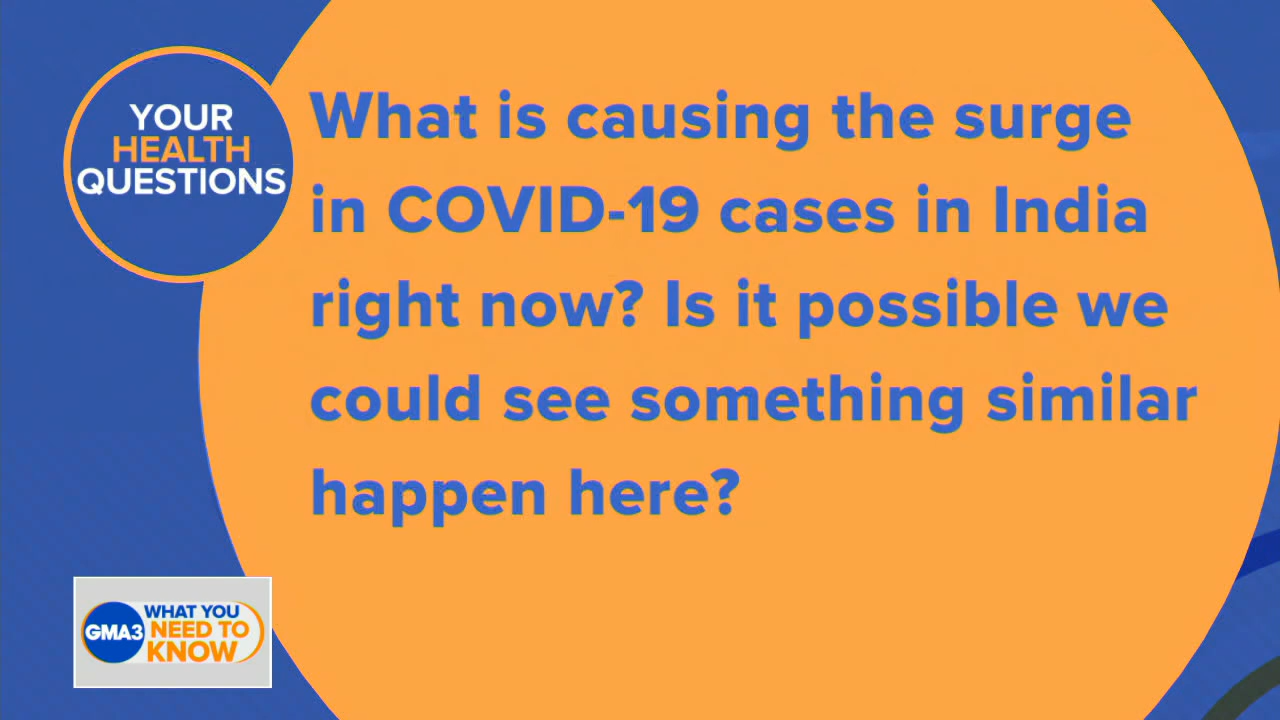 YOUR
HEALTH
QUESTIONS
What is causing the surge
in COVID-19 cases in India
right now? Is it possible we
could see something similar
happen here?
GMA3
WHAT YOU
NEED TO
KNOW